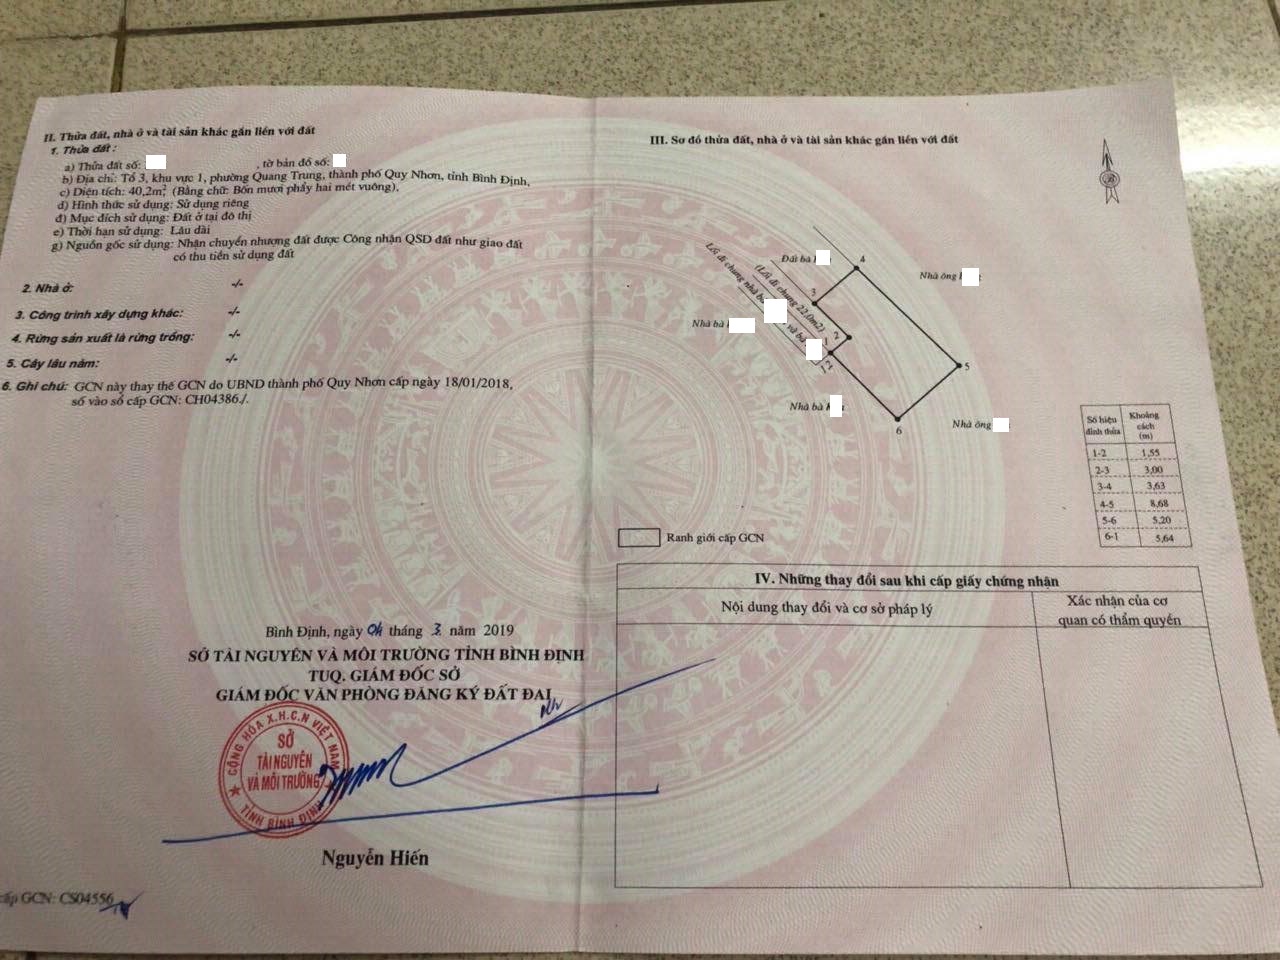 II. Thửa đất, nhà ở và tài sản khác gắn liền với đất
1. Thửa đất :
a) Thửa đất số: , tờ bản đồ số:
b) Địa chỉ: Tổ 3, khu vực 1, phường Quang Trung, thành phố Quy Nhơn, tỉnh Bình Định,
c) Diện tích: 40,2m², (Bằng chữ: Bốn mươi phẩy hai mét vuông),
d) Hình thức sử dụng: Sử dụng riêng
đ) Mục đích sử dụng: Đất ở tại đô thị
e) Thời hạn sử dụng: Lâu dài
g) Nguồn gốc sử dụng: Nhận chuyển nhượng đất được Công nhận QSD đất như giao đất
có thu tiền sử dụng đất
2. Nhà ở: -/-
3. Công trình xây dựng khác: -/-
4. Rừng sản xuất là rừng trồng: -/-
5. Cây lâu năm: -/-
6. Ghi chú: GCN này thay thế GCN do UBND thành phố Quy Nhơn cấp ngày 18/01/2018,
số vào sổ cấp GCN: CH04386./.
Bình Định, ngày 04 tháng 3 năm 2019
SỞ TÀI NGUYÊN VÀ MÔI TRƯỜNG TỈNH BÌNH ĐỊNH
TUQ. GIÁM ĐỐC SỞ
GIÁM ĐỐC VĂN PHÒNG ĐĂNG KÝ ĐẤT ĐAI
CỘNG HÒA X.H.C.N VIỆT NAM
SỞ
TÀI NGUYÊN
VÀ MÔI TRƯỜNG
TỈNH BÌNH ĐỊNH
Nguyễn Hiến
cấp GCN: CS04556
III. Sơ đồ thửa đất, nhà ở và tài sản khác gắn liền với đất
Đất bà
4
Nhà ông
Lối đi chung nhà bà và bà
(Lối đi chung 22,0m2)
3
Nhà bà
2
1
1,2
5
Nhà bà
Nhà ông
6
Số hiệu đỉnh thửa Khoảng cách (m)
1-2 1,55
2-3 3,00
3-4 3,63
4-5 8,68
5-6 5,20
6-1 5,64
Ranh giới cấp GCN
IV. Những thay đổi sau khi cấp giấy chứng nhận
Nội dung thay đổi và cơ sở pháp lý
Xác nhận của cơ
quan có thẩm quyền